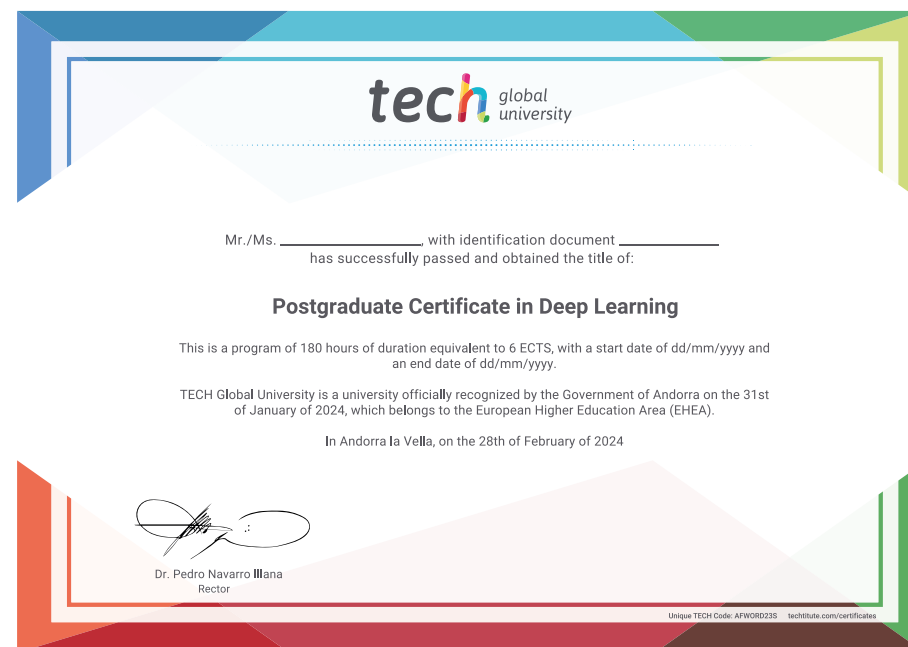 tech global university
Mr./Ms. ____________________, with identification document ______________
has successfully passed and obtained the title of:
Postgraduate Certificate in Deep Learning
This is a program of 180 hours of duration equivalent to 6 ECTS, with a start date of dd/mm/yyyy and
an end date of dd/mm/yyyy.
TECH Global University is a university officially recognized by the Government of Andorra on the 31st
of January of 2024, which belongs to the European Higher Education Area (EHEA).
In Andorra la Vella, on the 28th of February of 2024
Dr. Pedro Navarro Illana
Rector
Unique TECH Code: AFWORD23S techtitute.com/certificates